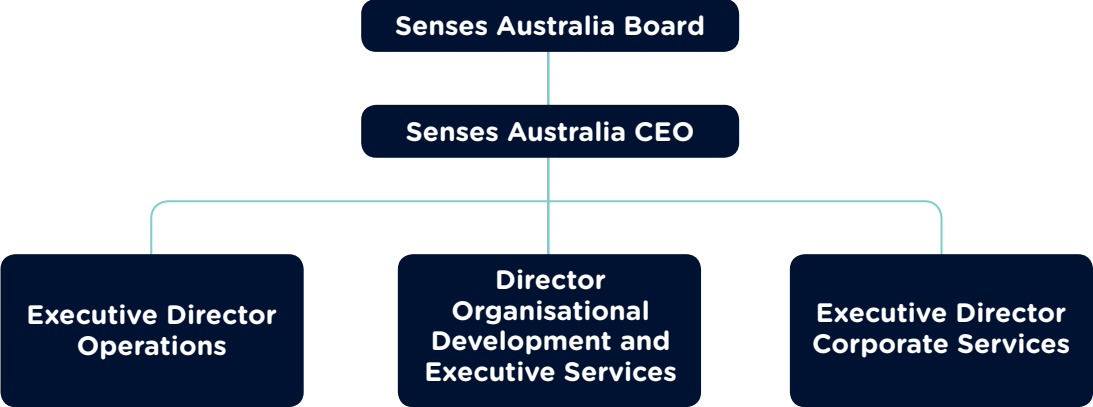 Senses Australia Board
Senses Australia CEO
Executive Director
Operations
Director
Organisational
Development and
Executive Services
Executive Director
Corporate Services